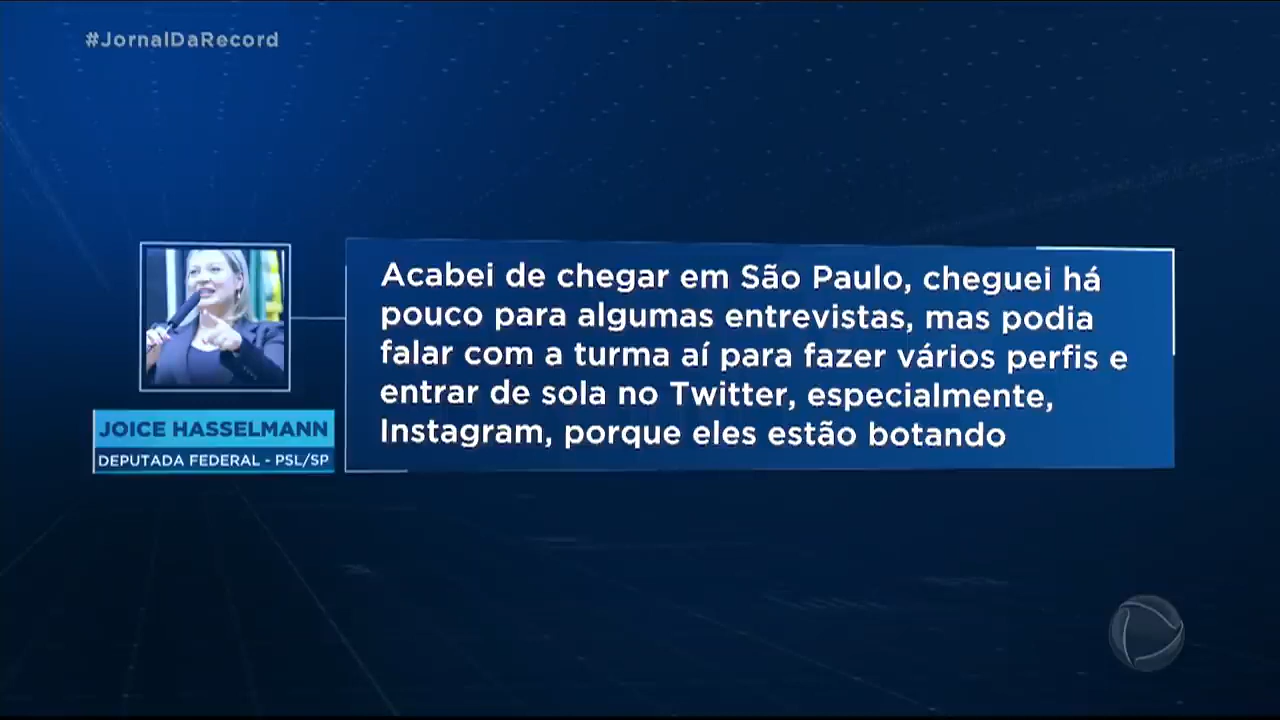 #JornalDaRecord
Acabei de chegar em São Paulo, cheguei há
pouco para algumas entrevistas, mas podia
falar com a turma aí para fazer vários perfis e
entrar de sola no Twitter, especialmente,
Instagram, porque eles estão botando
JOICE HASSELMANN
DEPUTADA FEDERAL - PSL/SP